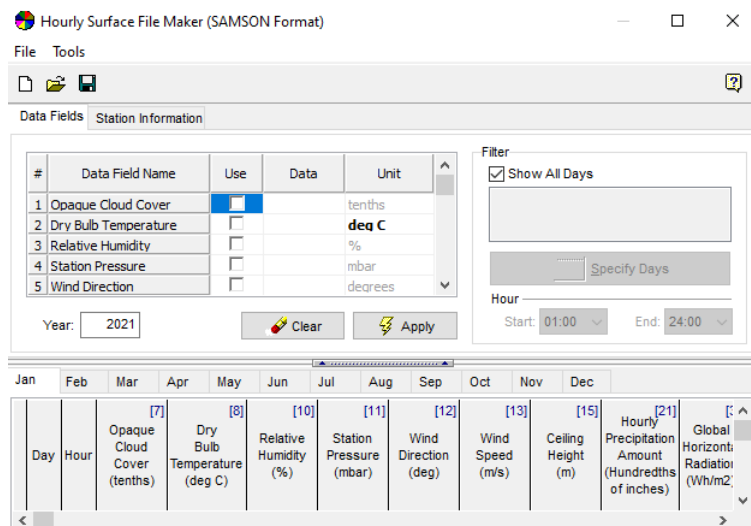 Hourly Surface File Maker (SAMSON Format)
File Tools
Data Fields Station Information
# Data Field Name Use Data Unit
1 Opaque Cloud Cover tenths
2 Dry Bulb Temperature deg C
3 Relative Humidity %
4 Station Pressure mbar
5 Wind Direction degrees
Year: 2021 Clear Apply
Filter
Show All Days
Specify Days
Hour
Start: 01:00 End: 24:00
Jan Feb Mar Apr May Jun Jul Aug Sep Oct Nov Dec
Day
Hour
[7]
Opaque
Cloud
Cover
(tenths)
[8]
Dry
Bulb
Temperature
(deg C)
[10]
Relative
Humidity
(%)
[11]
Station
Pressure
(mbar)
[12]
Wind
Direction
(deg)
[13]
Wind
Speed
(m/s)
[15]
Ceiling
Height
(m)
[21]
Hourly
Precipitation
Amount
(Hundredths
of inches)
Global
Horizonta
Radiation
(Wh/m2)